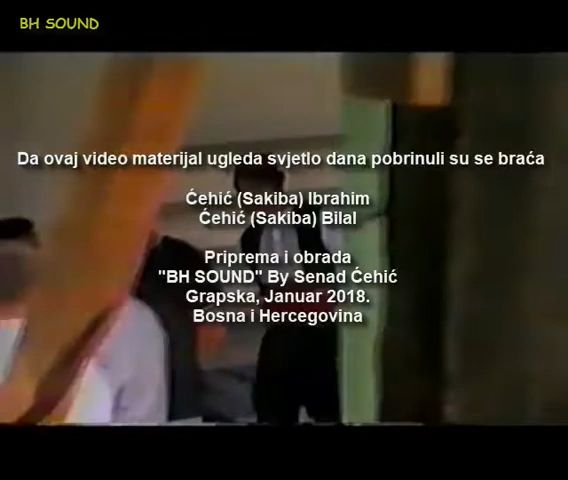 BH SOUND
Da ovaj video materijal ugleda svjetlo dana pobrinuli su se braća
Ćehić (Sakiba) Ibrahim
Ćehić (Sakiba) Bilal
Priprema i obrada
"BH SOUND" By Senad Ćehić
Grapska, Januar 2018.
Bosna i Hercegovina